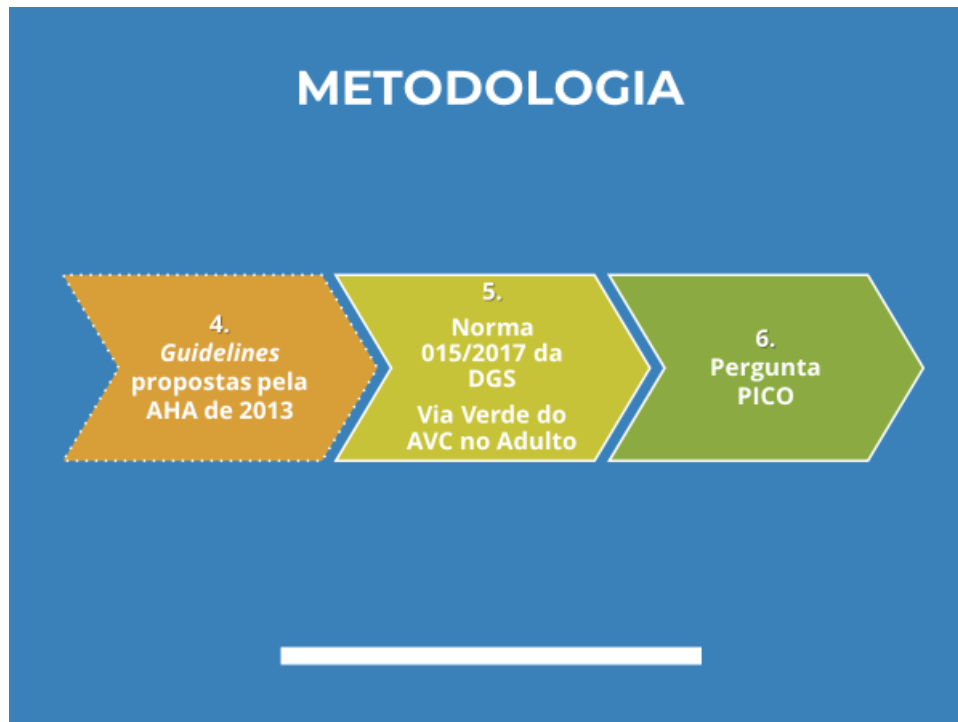 METODOLOGIA
4.
Guidelines
propostas pela
AHA de 2013
5.
Norma
015/2017 da
DGS
Via Verde do
AVC no Adulto
6.
Pergunta
PICO